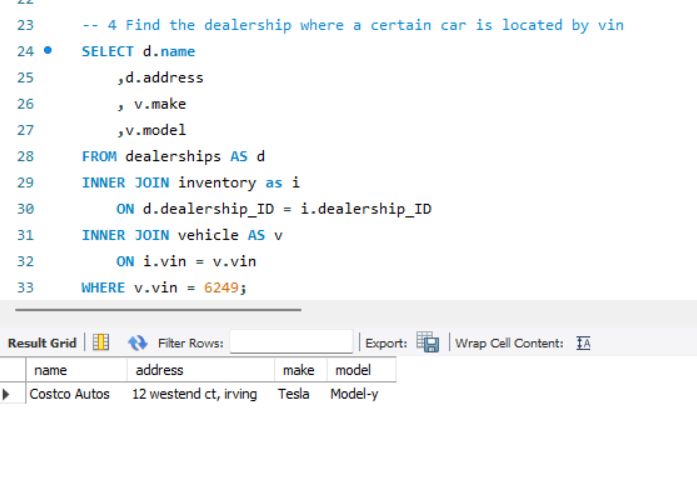 22
23 -- 4 Find the dealership where a certain car is located by vin
24 SELECT d.name
25 ,d.address
26 , v.make
27 ,v.model
28 FROM dealerships AS d
29 INNER JOIN inventory as i
30 ON d.dealership_ID = i.dealership_ID
31 INNER JOIN vehicle AS v
32 ON i.vin = v.vin
33 WHERE v.vin = 6249;
Result Grid Filter Rows: Export: Wrap Cell Content: IA
name address make model
Costco Autos 12 westend ct, irving Tesla Model-y